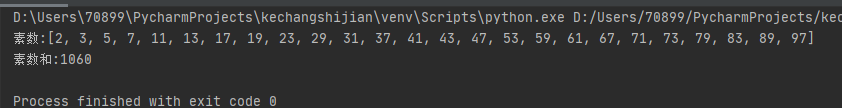 D:\Users\70899\PycharmProjects\kechangshijian\venv\Scripts\python.exe D:/Users/70899/PycharmProjects/kec
素数:[2, 3, 5, 7, 11, 13, 17, 19, 23, 29, 31, 37, 41, 43, 47, 53, 59, 61, 67, 71, 73, 79, 83, 89, 97]
素数和:1060
Process finished with exit code 0